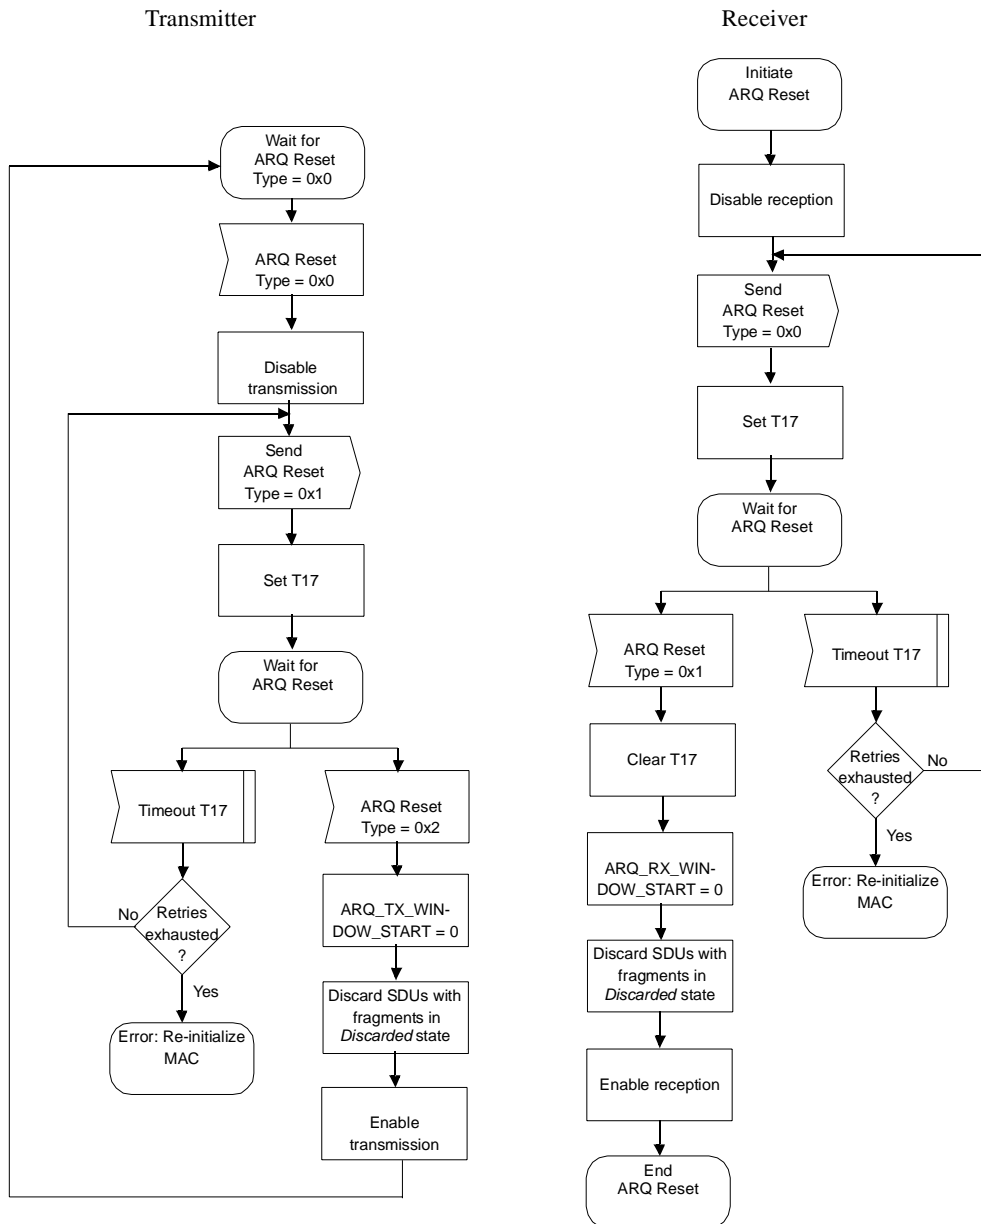 Transmitter
Wait for
ARQ Reset
Type = 0x0
ARQ Reset
Type = 0x0
Disable
transmission
Send
ARQ Reset
Type = 0x1
Set T17
Wait for
ARQ Reset
Timeout T17
Retries
exhausted
?
No
Yes
Error: Re-initialize
MAC
ARQ Reset
Type = 0x2
ARQ_TX_WIN-
DOW_START = 0
Discard SDUs with
fragments in
Discarded state
Enable
transmission
Receiver
Initiate
ARQ Reset
Disable reception
Send
ARQ Reset
Type = 0x0
Set T17
Wait for
ARQ Reset
ARQ Reset
Type = 0x1
Clear T17
ARQ_RX_WIN-
DOW_START = 0
Discard SDUs with
fragments in
Discarded state
Enable reception
End
ARQ Reset
Timeout T17
Retries
exhausted
?
No
Yes
Error: Re-initialize
MAC